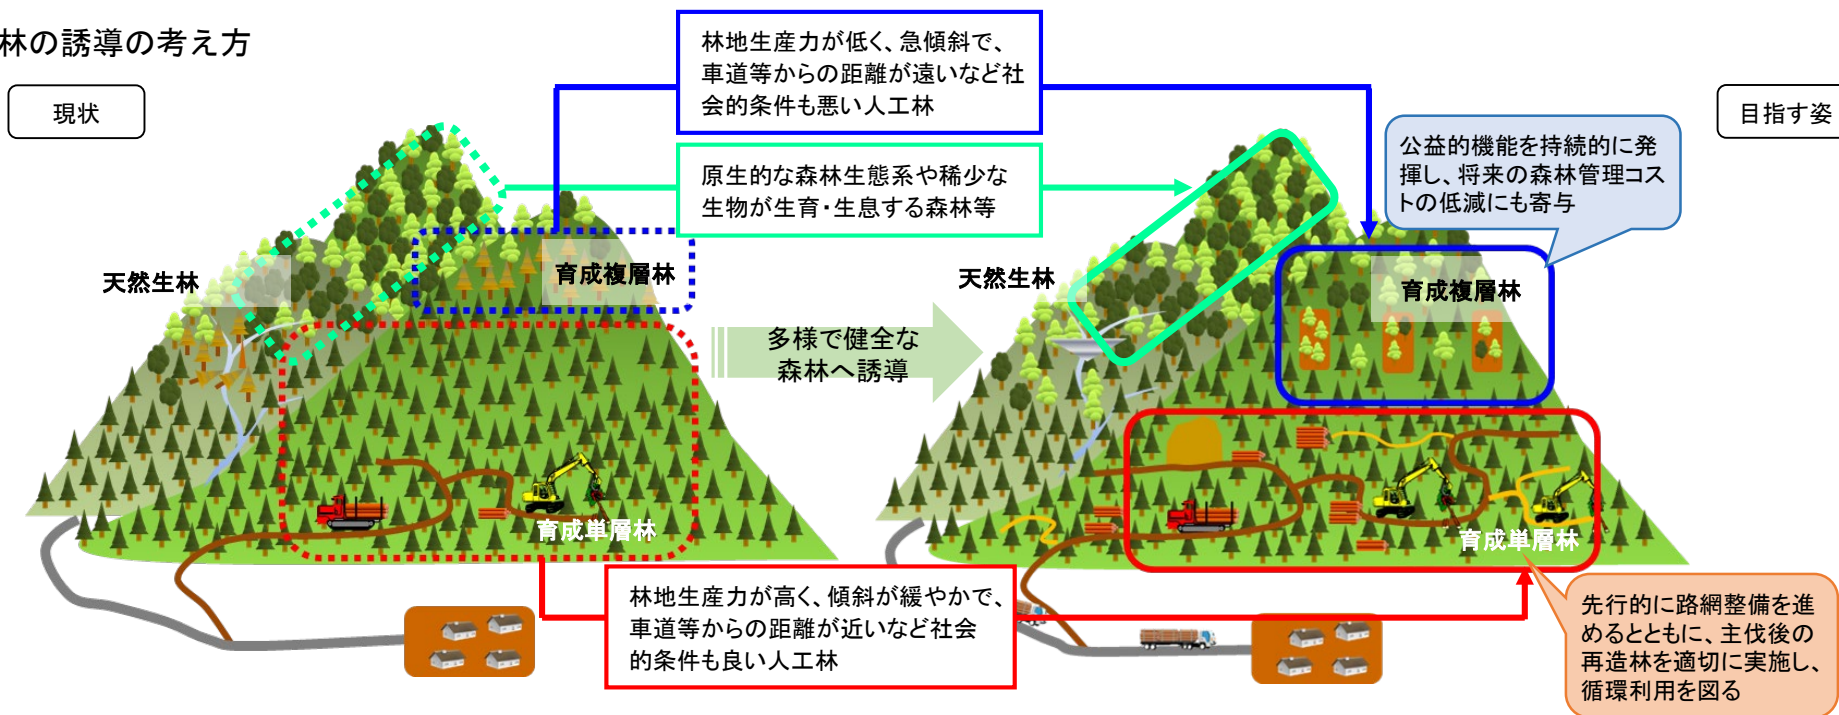 林の誘導の考え方
現状
目指す姿
林地生産力が低く、急傾斜で、
車道等からの距離が遠いなど社
会的条件も悪い人工林
原生的な森林生態系や稀少な
生物が生育・生息する森林等
公益的機能を持続的に発
揮し、将来の森林管理コス
トの低減にも寄与
天然生林
育成複層林
育成単層林
多様で健全な
森林へ誘導
天然生林
育成複層林
育成単層林
林地生産力が高く、傾斜が緩やかで、
車道等からの距離が近いなど社会
的条件も良い人工林
先行的に路網整備を進
めるとともに、主伐後の
再造林を適切に実施し、
循環利用を図る